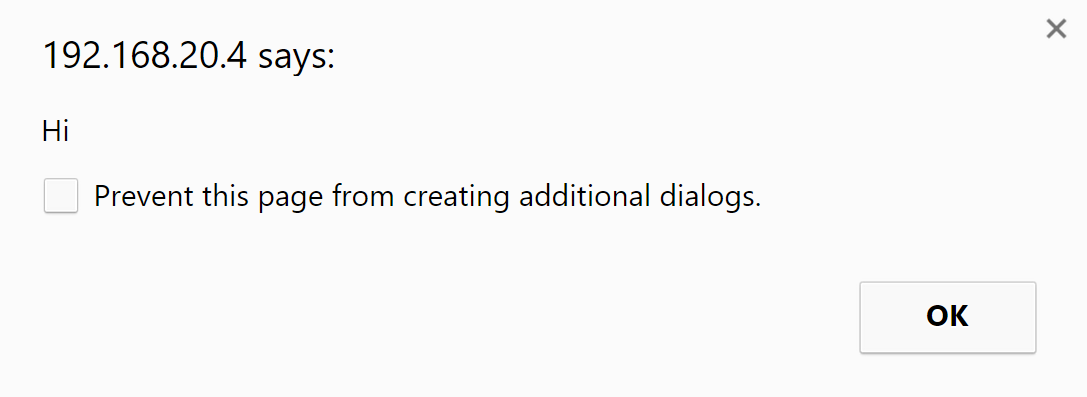 192.168.20.4 says:
Hi
Prevent this page from creating additional dialogs.
OK